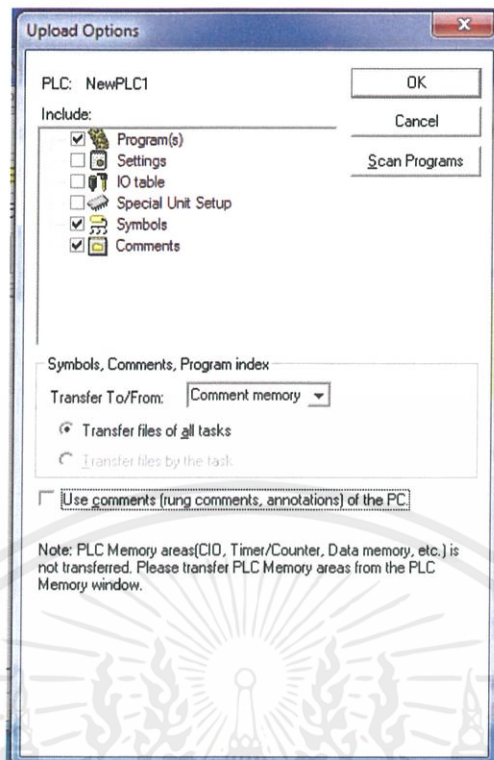 Upload Options
PLC: NewPLC1
OK
Include:
Cancel
Program(s)
Scan Programs
Settings
IO table
Special Unit Setup
Symbols
Comments
Symbols, Comments, Program index
Transfer To/From: Comment memory
Transfer files of all tasks
Transfer files by the task
Use comments (rung comments, annotations) of the PC.
Note: PLC Memory areas(CIO, Timer/Counter, Data memory, etc.) is
not transferred. Please transfer PLC Memory areas from the PLC
Memory window.